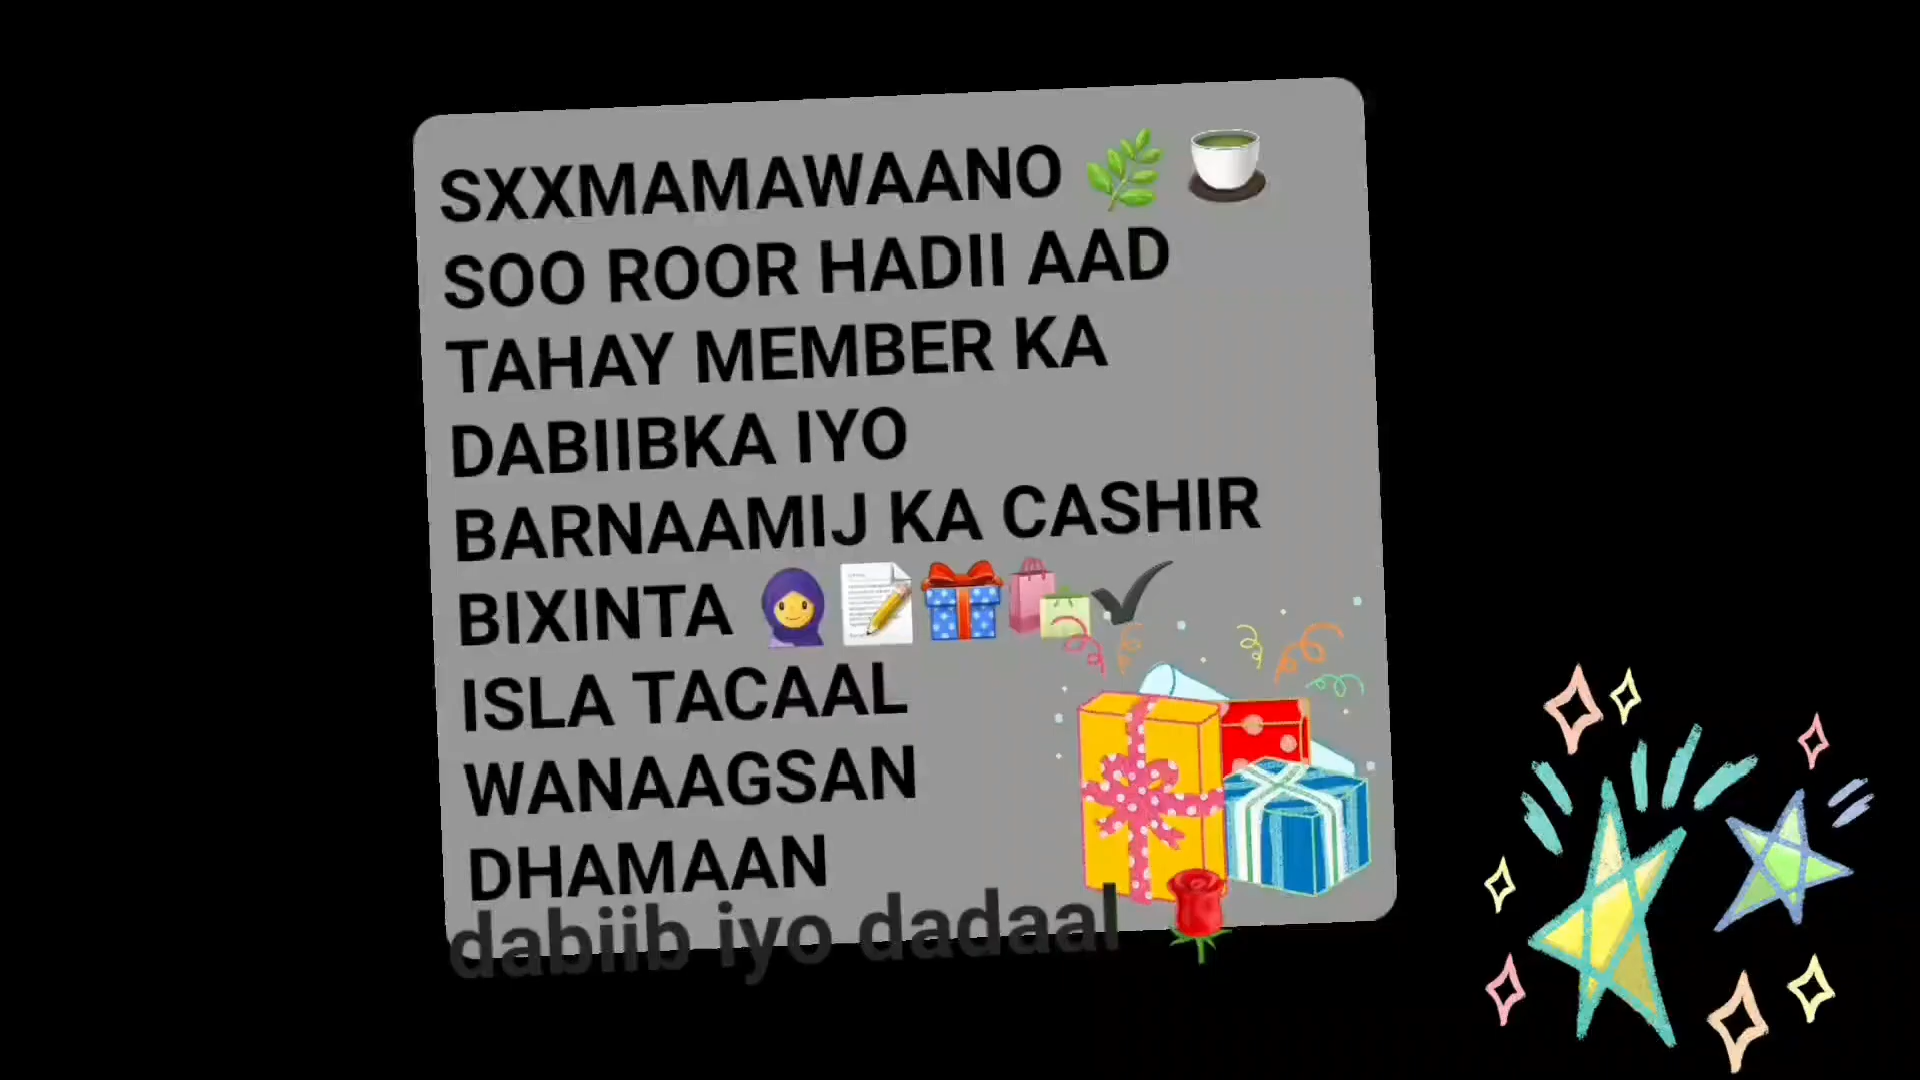 SXXMAMAWAANO 🌿 🍵
SOO ROOR HADII AAD
TAHAY MEMBER KA
DABIIBKA IYO
BARNAAMIJ KA CASHIR
BIXINTA 🧕📝🎁🛍✔
ISLA TACAAL
WANAAGSAN
DHAMAAN
dabiib iyo dadaal 🌹